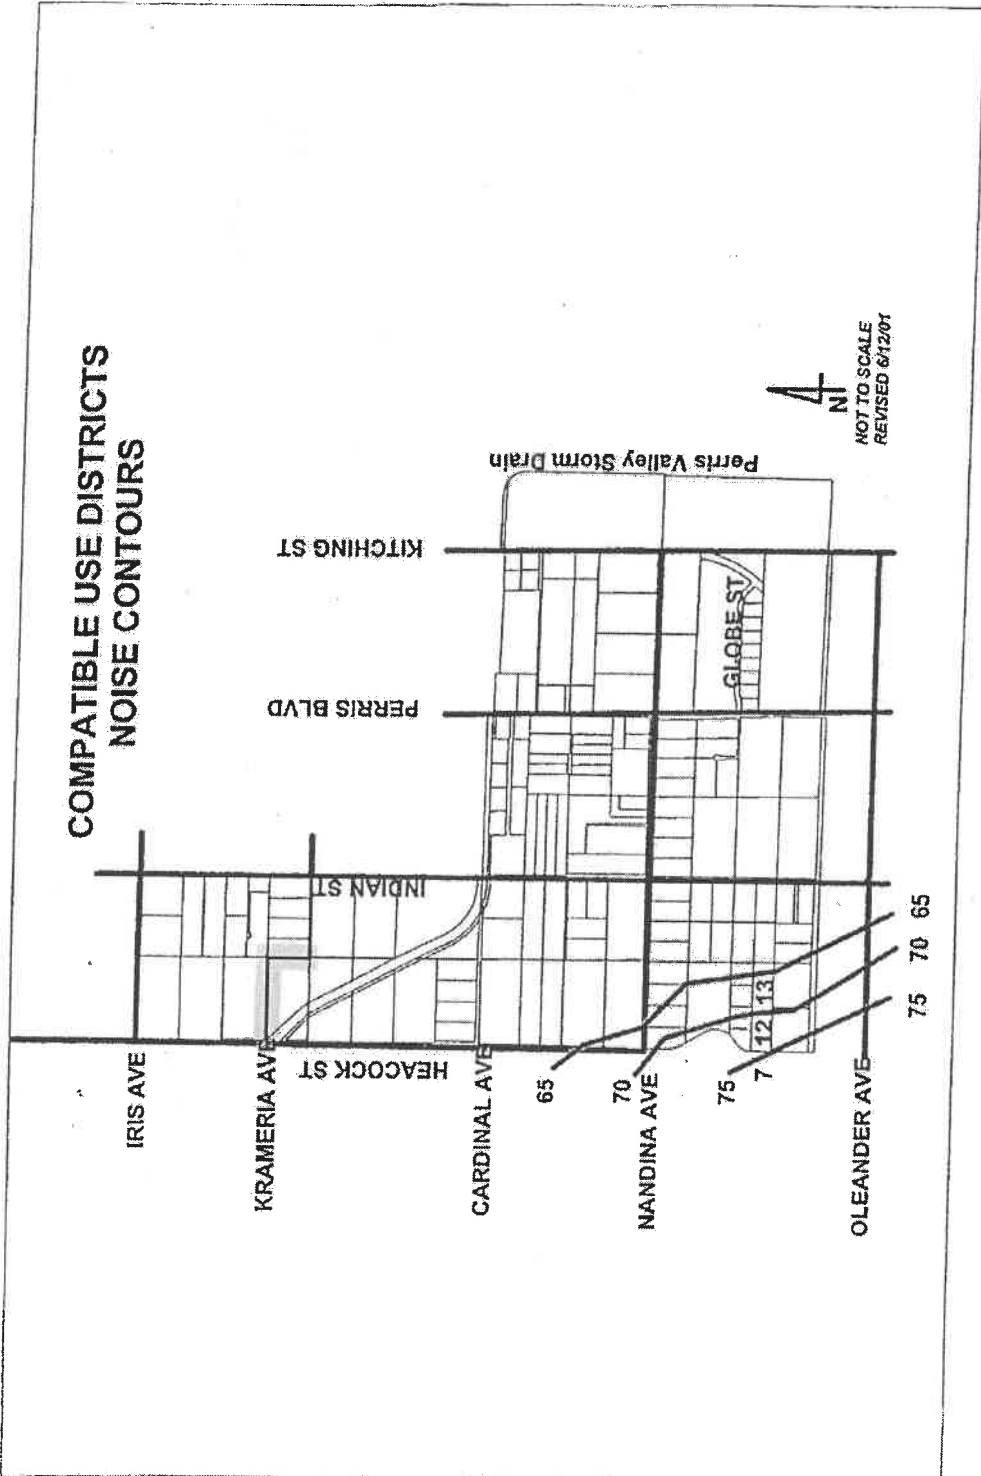 COMPATIBLE USE DISTRICTS
NOISE CONTOURS
IRIS AVE
KRAMERIA AVE
CARDINAL AVE
NANDINA AVE
OLEANDER AVE
HEACOCK ST
INDIAN ST
PERRIS BLVD
KITCHING ST
Perris Valley Storm Drain
GLOBE ST
65
70
75
7
12
13
65
70
75
N
NOT TO SCALE
REVISED 6/12/01